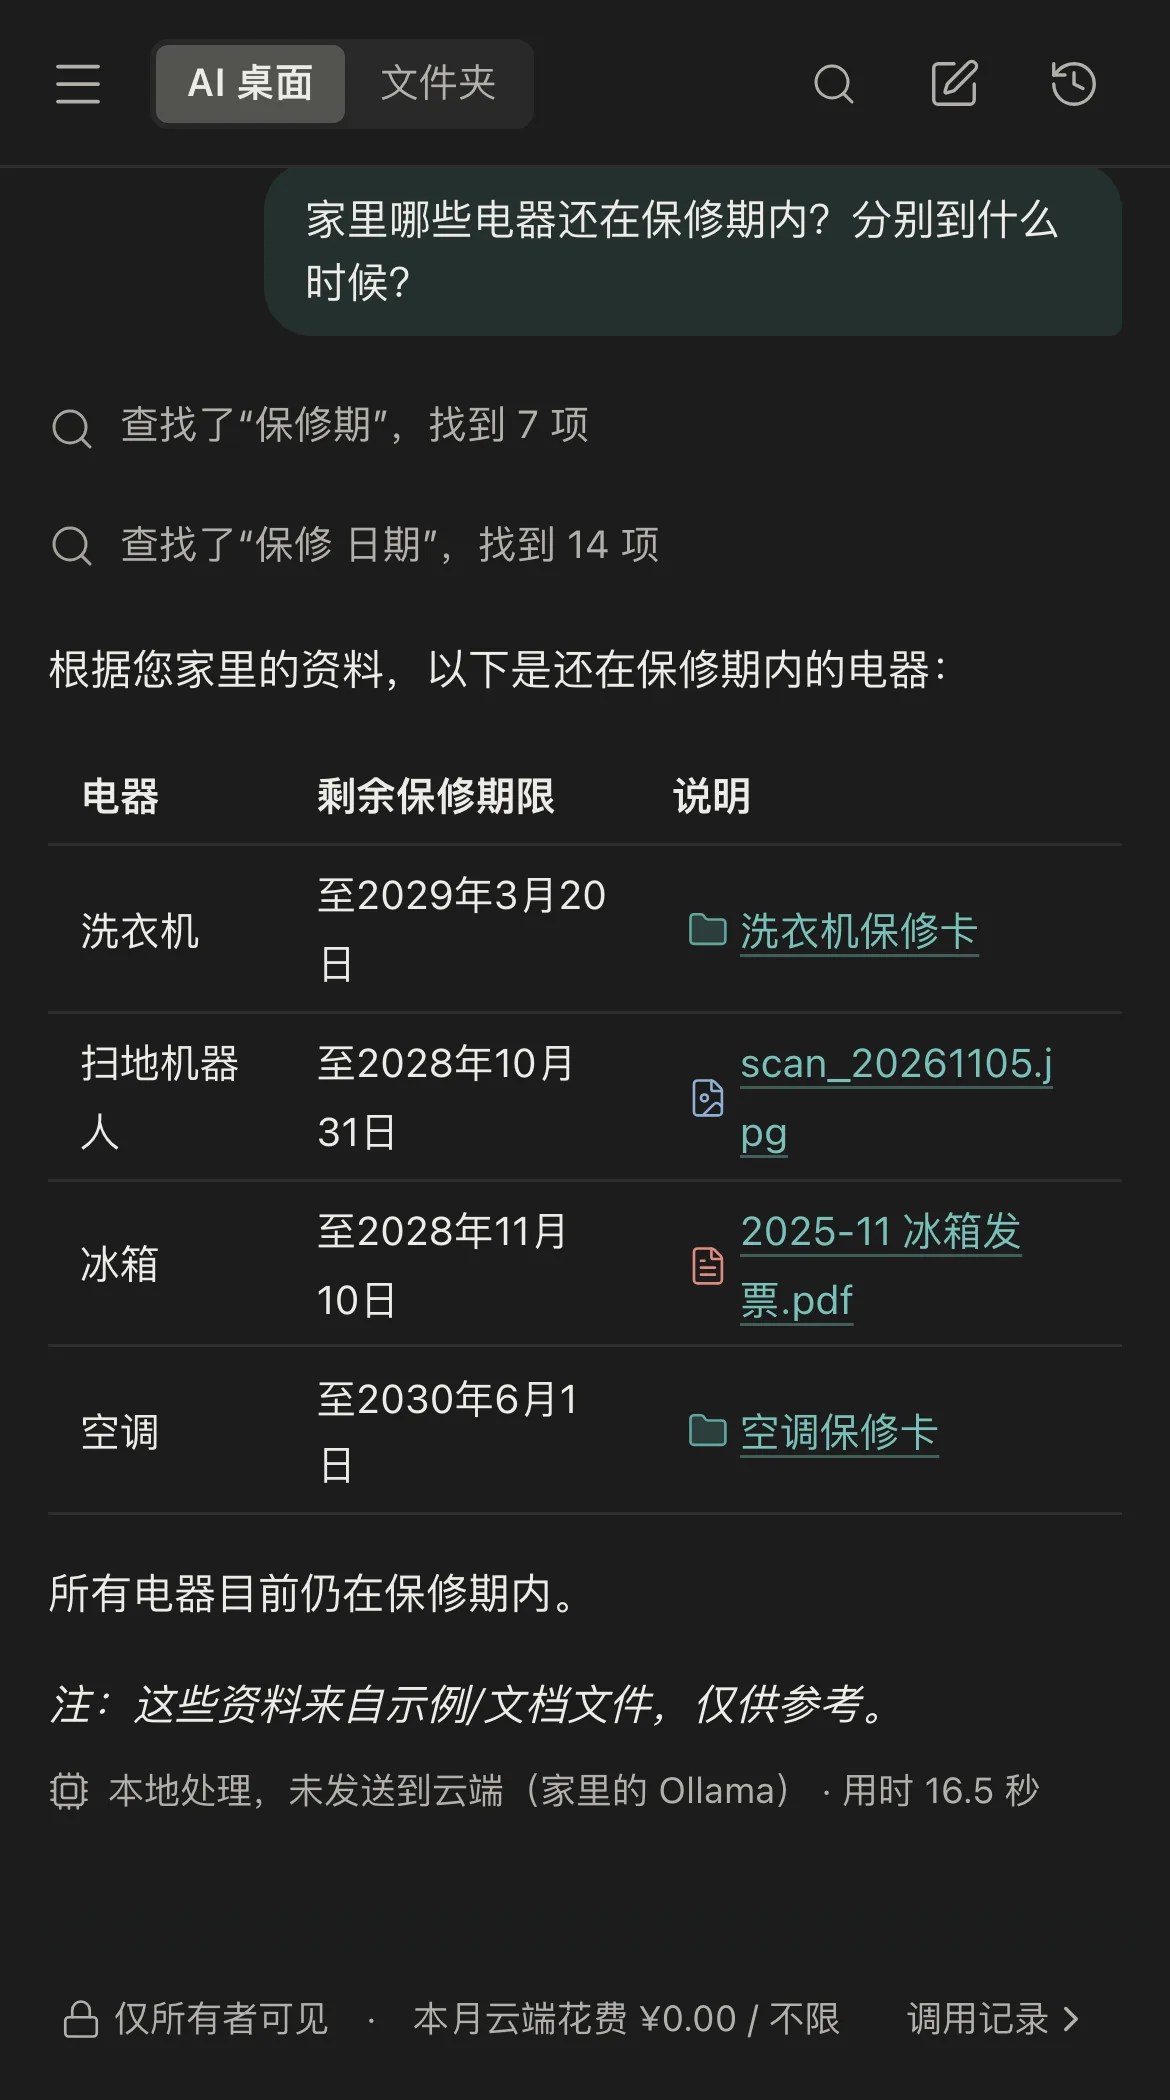 AI 桌面 文件夹
家里哪些电器还在保修期内？分别到什么
时候？
查找了“保修期”，找到 7 项
查找了“保修 日期”，找到 14 项
根据您家里的资料，以下是还在保修期内的电器：
电器 剩余保修期限 说明
洗衣机 至2029年3月20
日 洗衣机保修卡
扫地机器
人 至2028年10月
31日 scan_20261105.j
pg
冰箱 至2028年11月
10日 2025-11 冰箱发
票.pdf
空调 至2030年6月1
日 空调保修卡
所有电器目前仍在保修期内。
注：这些资料来自示例/文档文件，仅供参考。
本地处理，未发送到云端（家里的 Ollama） · 用时 16.5 秒
仅所有者可见 · 本月云端花费 ¥0.00 / 不限 调用记录